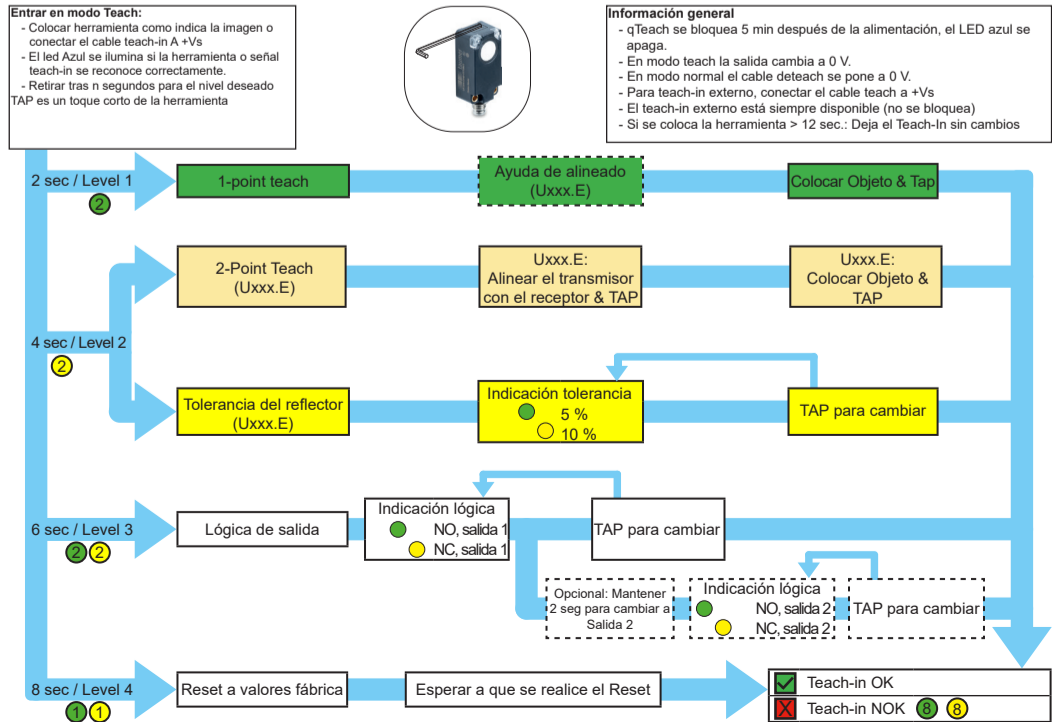 Entrar en modo Teach:
- Colocar herramienta como indica la imagen o
conectar el cable teach-in A +Vs
- El led Azul se ilumina si la herramienta o señal
teach-in se reconoce correctamente.
- Retirar tras n segundos para el nivel deseado
TAP es un toque corto de la herramienta
Información general
- qTeach se bloquea 5 min después de la alimentación, el LED azul se
apaga.
- En modo teach la salida cambia a 0 V.
- En modo normal el cable deteach se pone a 0 V.
- Para teach-in externo, conectar el cable teach a +Vs
- El teach-in externo está siempre disponible (no se bloquea)
- Si se coloca la herramienta > 12 sec.: Deja el Teach-In sin cambios
2 sec / Level 1
2
1-point teach
Ayuda de alineado
(Uxxx.E)
Colocar Objeto & Tap
2-Point Teach
(Uxxx.E)
Uxxx.E:
Alinear el transmisor
con el receptor & TAP
Uxxx.E:
Colocar Objeto &
TAP
4 sec / Level 2
2
Tolerancia del reflector
(Uxxx.E)
Indicación tolerancia
5 %
10 %
TAP para cambiar
6 sec / Level 3
2 2
Lógica de salida
Indicación lógica
NO, salida 1
NC, salida 1
TAP para cambiar
Opcional: Mantener
2 seg para cambiar a
Salida 2
Indicación lógica
NO, salida 2
NC, salida 2
TAP para cambiar
8 sec / Level 4
1 1
Reset a valores fábrica
Esperar a que se realice el Reset
Teach-in OK
Teach-in NOK 8 8